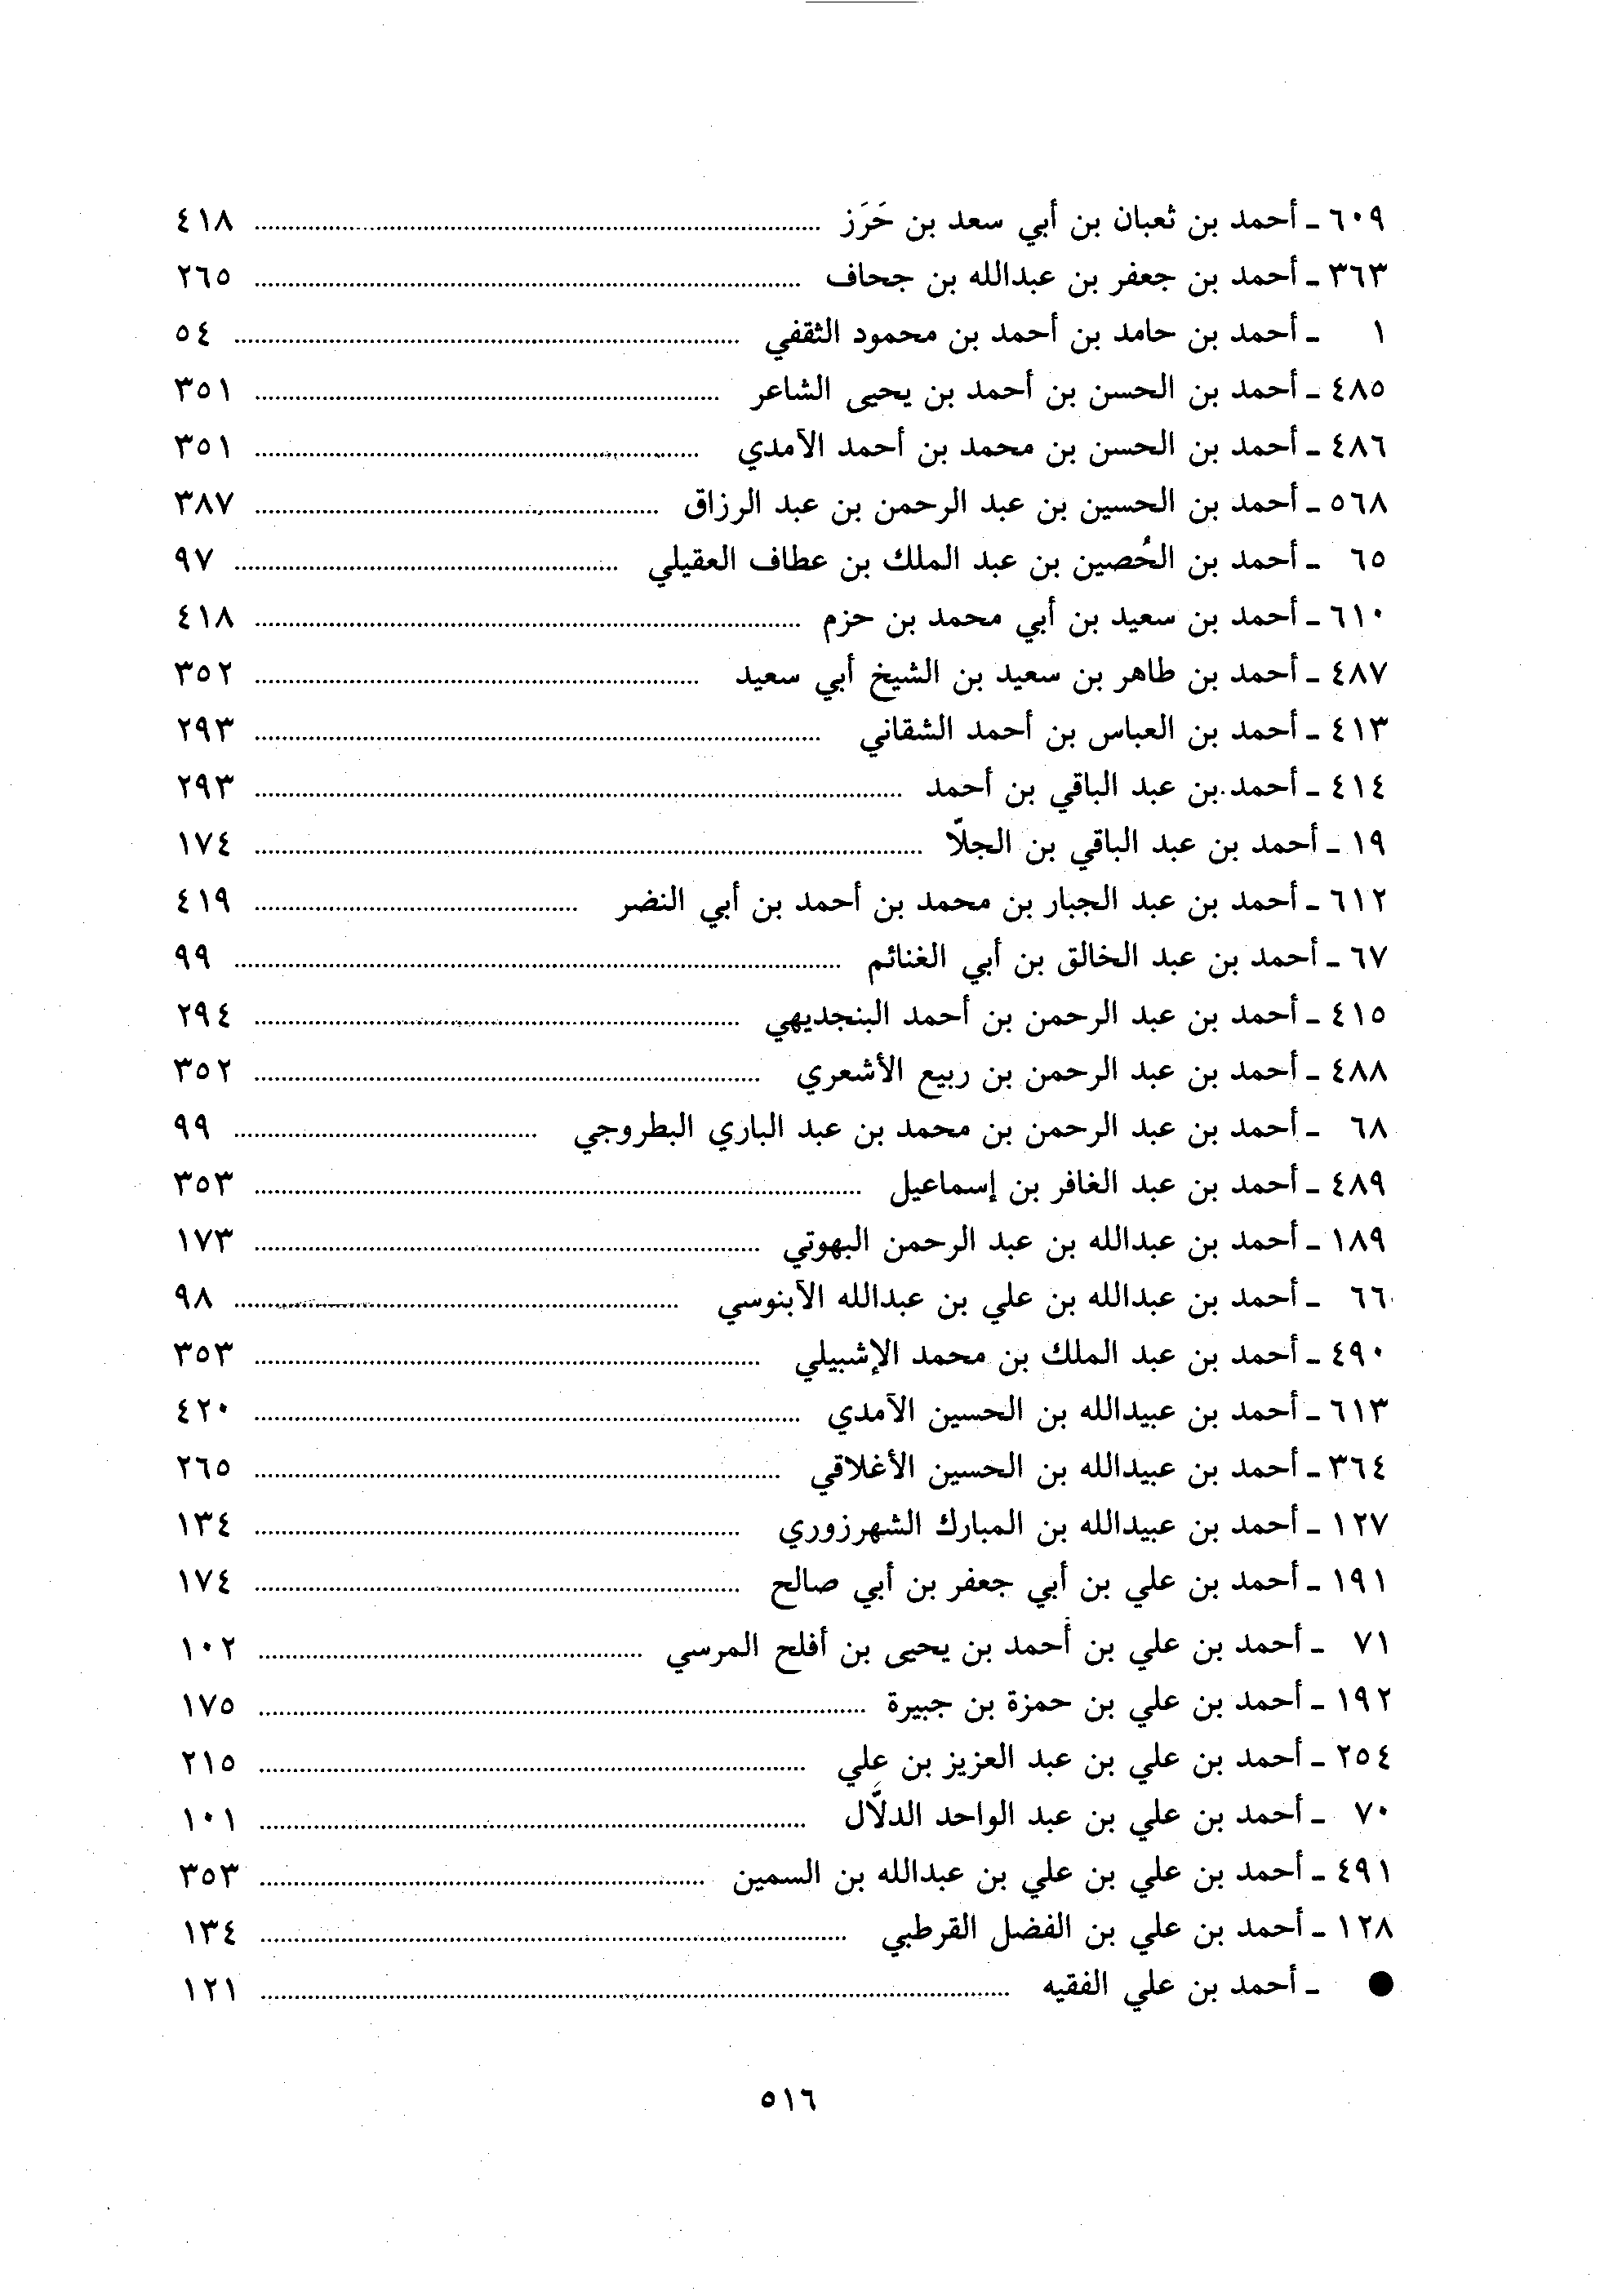 ٦٠٩ ـ أحمد بن ثعبان بن أبي سعد بن حَرَز ........ ٤١٨
٣٦٣ ـ أحمد بن جعفر بن عبدالله بن جحاف ........ ٢٦٥
١ ـ أحمد بن حامد بن أحمد بن محمود الثقفي ........ ٥٤
٤٨٥ ـ أحمد بن الحسن بن أحمد بن يحيى الشاعر ........ ٣٥١
٤٨٦ ـ أحمد بن الحسن بن محمد بن أحمد الآمدي ........ ٣٥١
٥٦٨ ـ أحمد بن الحسين بن عبد الرحمن بن عبد الرزاق ........ ٣٨٧
٦٥ ـ أحمد بن الحُصين بن عبد الملك بن عطاف العقيلي ........ ٩٧
٦١٠ ـ أحمد بن سعيد بن أبي محمد بن حزم ........ ٤١٨
٤٨٧ ـ أحمد بن طاهر بن سعيد بن الشيخ أبي سعيد ........ ٣٥٢
٤١٣ ـ أحمد بن العباس بن أحمد الشقاني ........ ٢٩٣
٤١٤ ـ أحمد بن عبد الباقي بن أحمد ........ ٢٩٣
١٩ ـ أحمد بن عبد الباقي بن الجلّا ........ ١٧٤
٦١٢ ـ أحمد بن عبد الجبار بن محمد بن أحمد بن أبي النضر ........ ٤١٩
٦٧ ـ أحمد بن عبد الخالق بن أبي الغنائم ........ ٩٩
٤١٥ ـ أحمد بن عبد الرحمن بن أحمد البنجديهي ........ ٢٩٤
٤٨٨ ـ أحمد بن عبد الرحمن بن ربيع الأشعري ........ ٣٥٢
٦٨ ـ أحمد بن عبد الرحمن بن محمد بن عبد الباري البطروجي ........ ٩٩
٤٨٩ ـ أحمد بن عبد الغافر بن إسماعيل ........ ٣٥٣
١٨٩ ـ أحمد بن عبدالله بن عبد الرحمن البهوتي ........ ١٧٣
٦٦ ـ أحمد بن عبدالله بن علي بن عبدالله الآبنوسي ........ ٩٨
٤٩٠ ـ أحمد بن عبد الملك بن محمد الإشبيلي ........ ٣٥٣
٦١٣ ـ أحمد بن عبيدالله بن الحسين الآمدي ........ ٤٢٠
٣٦٤ ـ أحمد بن عبيدالله بن الحسين الأغلاقي ........ ٢٦٥
١٢٧ ـ أحمد بن عبيدالله بن المبارك الشهرزوري ........ ١٣٤
١٩١ ـ أحمد بن علي بن أبي جعفر بن أبي صالح ........ ١٧٤
٧١ ـ أحمد بن علي بن أحمد بن يحيى بن أفلح المرسي ........ ١٠٢
١٩٢ ـ أحمد بن علي بن حمزة بن جبيرة ........ ١٧٥
٢٥٤ ـ أحمد بن علي بن عبد العزيز بن علي ........ ٢١٥
٧٠ ـ أحمد بن علي بن عبد الواحد الدلَّال ........ ١٠١
٤٩١ ـ أحمد بن علي بن علي بن عبدالله بن السمين ........ ٣٥٣
١٢٨ ـ أحمد بن علي بن الفضل القرطبي ........ ١٣٤
● ـ أحمد بن علي الفقيه ........ ١٢١
٥١٦